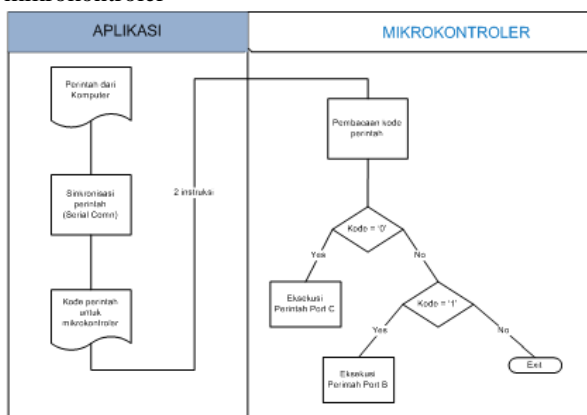 mikrokontroler
APLIKASI
MIKROKONTROLER
Perintah dari
Komputer
Sinkronisasi
perintah
(Serial Comn)
Kode perintah
untuk
mikrokontroler
2 instruksi
Pembacaan kode
perintah
Kode = '0'
Yes
No
Eksekusi
Perintah Port C
Kode = '1'
Yes
No
Eksekusi
Perintah Port B
Exit